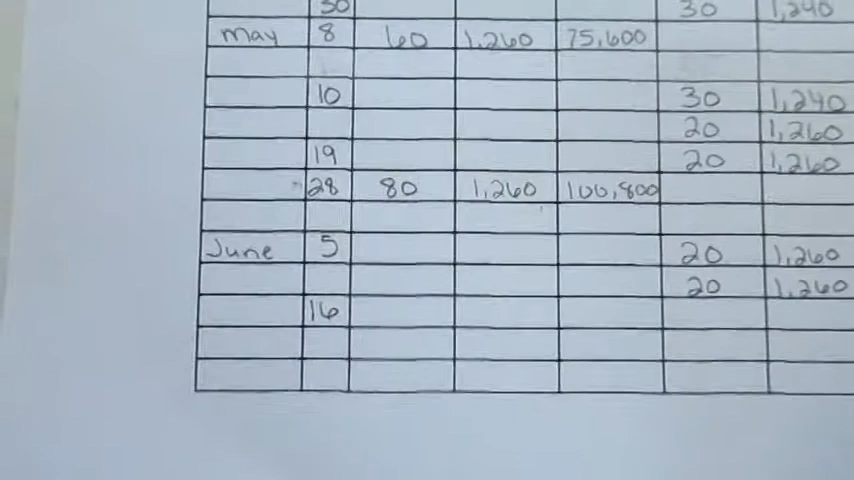 30 30 1,240
May 8 60 1,260 75,600
10 30 1,240
20 1,260
19 20 1,260
28 80 1,260 100,800
June 5 20 1,260
20 1,260
16